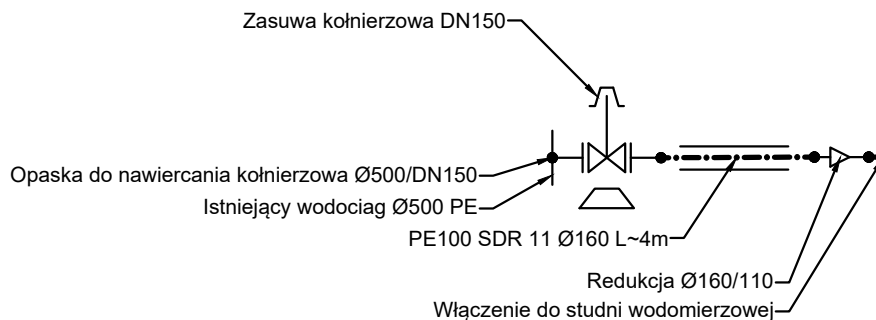 Zasuwa kołnierzowa DN150
Opaska do nawiercania kołnierzowa Ø500/DN150
Istniejący wodociąg Ø500 PE
PE100 SDR 11 Ø160 L~4m
Redukcja Ø160/110
Włączenie do studni wodomierzowej